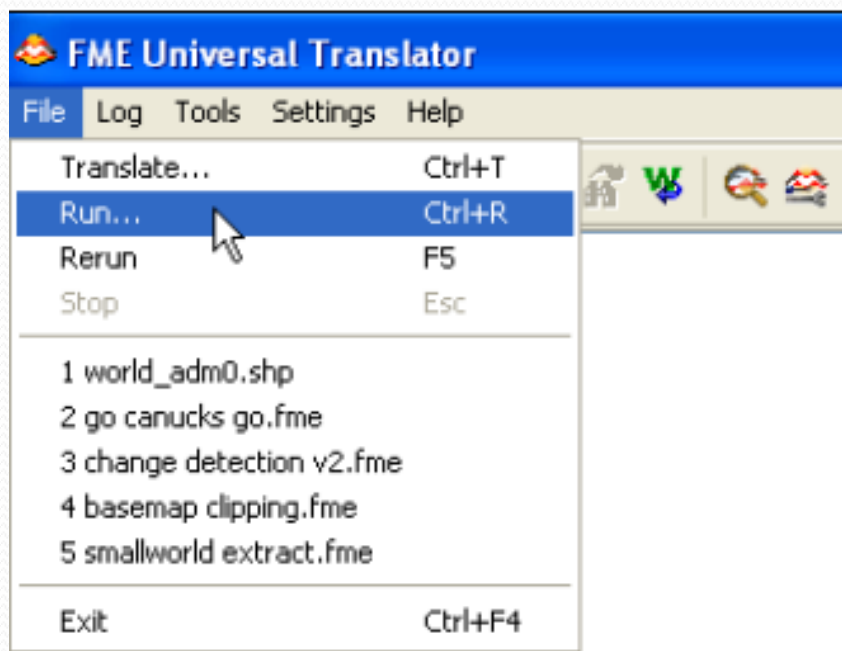 FME Universal Translator
File Log Tools Settings Help
Translate... Ctrl+T
Run... Ctrl+R
Rerun F5
Stop Esc
1 world_adm0.shp
2 go canucks go.fme
3 change detection v2.fme
4 basemap clipping.fme
5 smallworld extract.fme
Exit Ctrl+F4